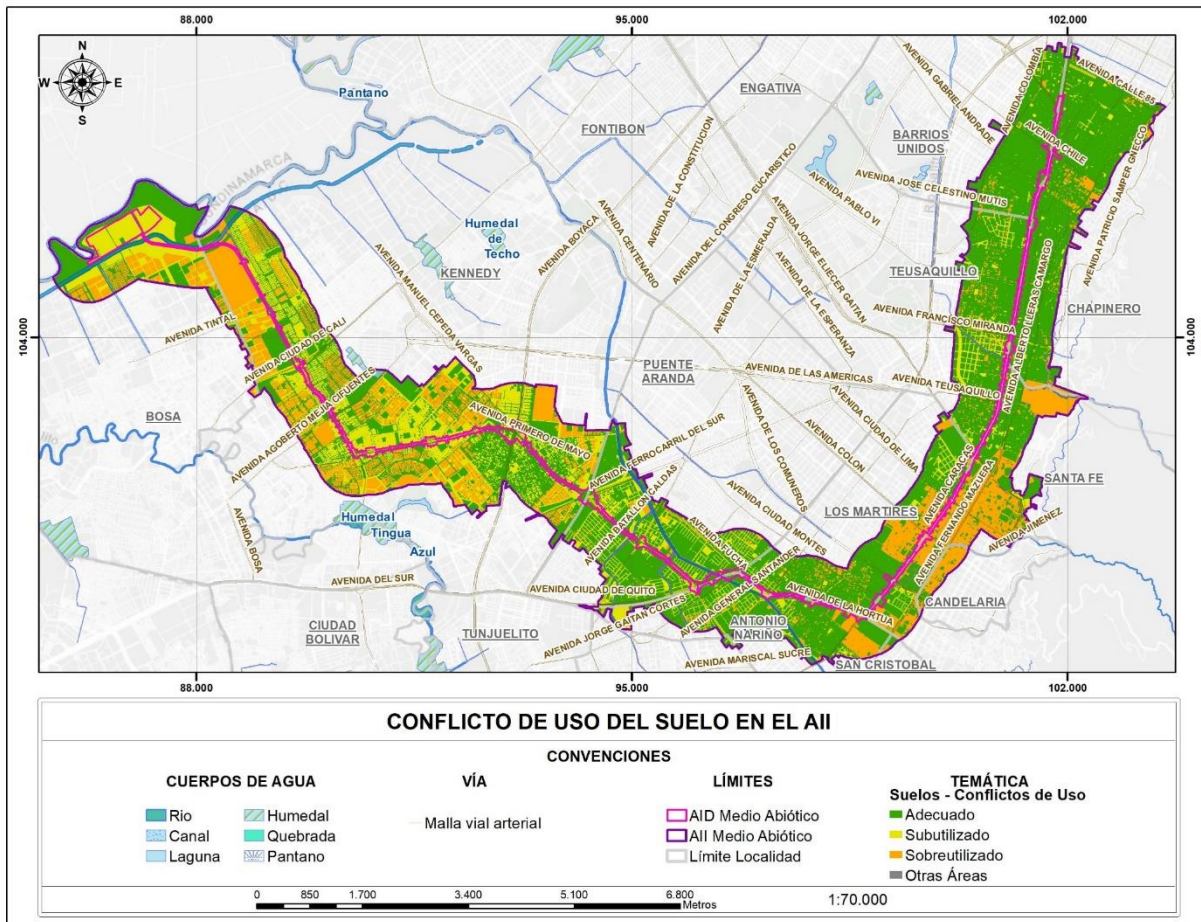 88.000 95.000 102.000
N
W E
S
Pantano
ENGATIVA
FONTIBON
BARRIOS
UNIDOS
AVENIDA COLOMBIA
AVENIDA CALLE 85
AVENIDA GABRIEL ANDRADE
AVENIDA CHILE
AVENIDA PATRICIO SAMPER GNECCO
CUNDINAMARCA
AVENIDA DE LA CONSTITUCION
AVENIDA DEL CONGRESO EUCARISTICO
AVENIDA PABLO VI
AVENIDA JOSE CELESTINO MUTIS
Humedal
de
Techo
KENNEDY
AVENIDA BOYACA
AVENIDA CENTENARIO
AVENIDA DE LA ESMERALDA
AVENIDA JORGE ELIECER GAITAN
AVENIDA DE LA ESPERANZA
TEUSAQUILLO
AVENIDA ALBERTO LLERAS CAMARGO
CHAPINERO
AVENIDA MANUEL CEPEDA VARGAS
AVENIDA TINTAL
AVENIDA CIUDAD DE CALI
AVENIDA FRANCISCO MIRANDA
104.000 104.000
PUENTE
ARANDA
AVENIDA DE LAS AMERICAS
AVENIDA TEUSAQUILLO
BOSA
AVENIDA AGOBERTO MEJIA CIFUENTES
AVENIDA PRIMERO DE MAYO
AVENIDA FERROCARRIL DEL SUR
AVENIDA DE LOS COMUNEROS
AVENIDA COLON
AVENIDA CIUDAD DE LIMA
AVENIDA CARACAS
AVENIDA FERNANDO MAZUERA
SANTA FE
LOS MARTIRES
AVENIDA JIMENEZ
Humedal
Tingua
Azul
AVENIDA BOSA
AVENIDA BATALLON CALDAS
AVENIDA FUCHA
AVENIDA CIUDAD MONTES
AVENIDA DEL SUR
AVENIDA CIUDAD DE QUITO
AVENIDA GENERAL SANTANDER
AVENIDA DE LA HORTUA
CANDELARIA
CIUDAD
BOLIVAR
TUNJUELITO
AVENIDA JORGE GAITAN CORTES
ANTONIO
NARIÑO
AVENIDA MARISCAL SUCRE
SAN CRISTOBAL
88.000 95.000 102.000
CONFLICTO DE USO DEL SUELO EN EL AII
CONVENCIONES
CUERPOS DE AGUA
Rio
Canal
Laguna
Humedal
Quebrada
Pantano
VÍA
Malla vial arterial
LÍMITES
AID Medio Abiótico
AII Medio Abiótico
Límite Localidad
TEMÁTICA
Suelos - Conflictos de Uso
Adecuado
Subutilizado
Sobreutilizado
Otras Áreas
0 850 1.700 3.400 5.100 6.800
Metros
1:70.000